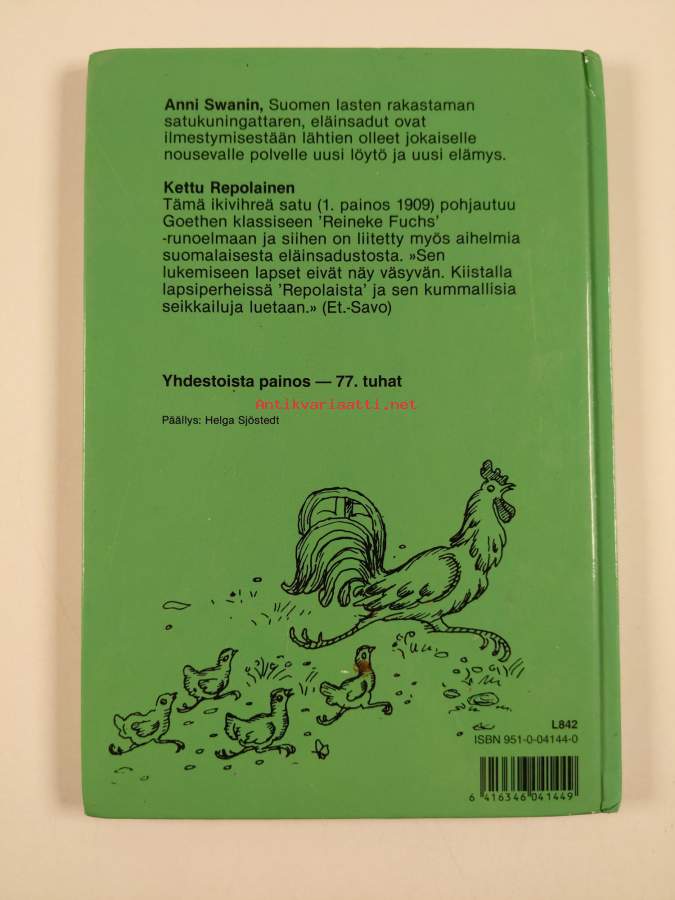 Anni Swanin, Suomen lasten rakastaman
satukuningattaren, eläinsadut ovat
ilmestymisestään lähtien olleet jokaiselle
nousevalle polvelle uusi löytö ja uusi elämys.
Kettu Repolainen
Tämä ikivihreä satu (1. painos 1909) pohjautuu
Goethen klassiseen 'Reineke Fuchs'
-runoelmaan ja siihen on liitetty myös aihelmia
suomalaisesta eläinsadustosta. »Sen
lukemiseen lapset eivät näy väsyvän. Kiistalla
lapsiperheissä 'Repolaista' ja sen kummallisia
seikkailuja luetaan.» (Et.-Savo)
Yhdestoista painos — 77. tuhat
Antikvariaatti.net
Päällys: Helga Sjöstedt
L842
ISBN 951-0-04144-0
6 416346 041449